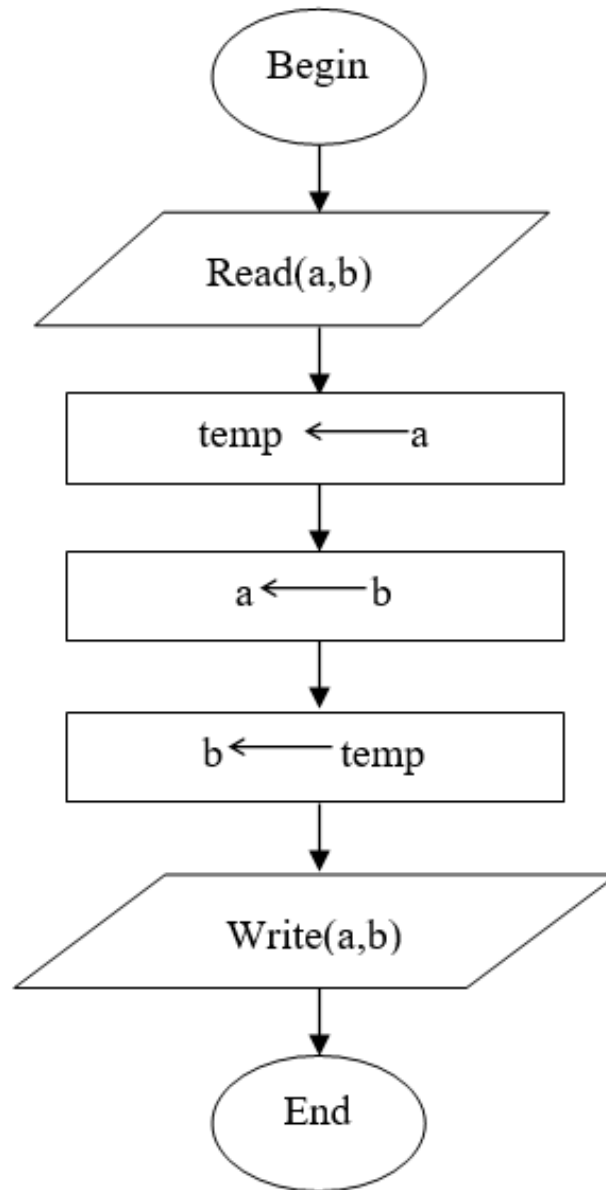 Begin
Read(a,b)
temp ← a
a ← b
b ← temp
Write(a,b)
End